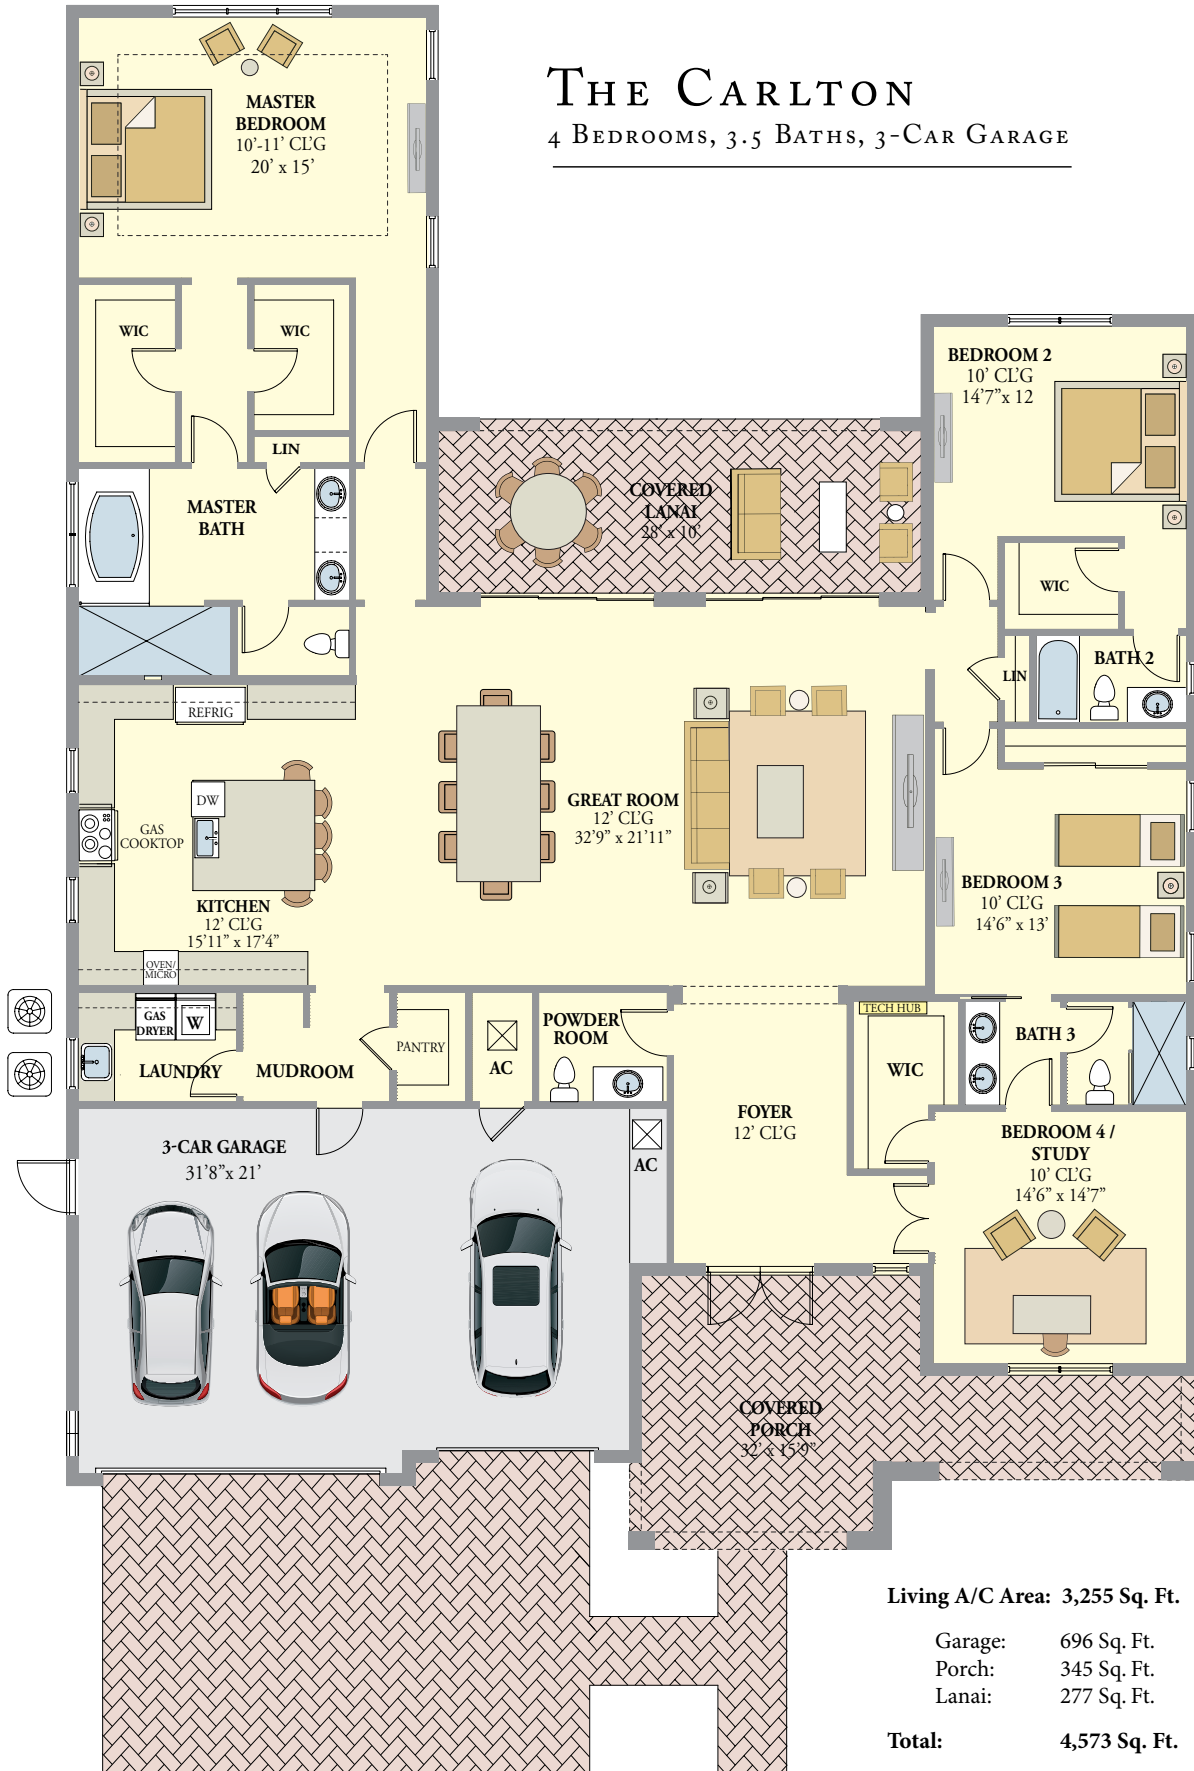 THE CARLTON
4 BEDROOMS, 3.5 BATHS, 3-CAR GARAGE
MASTER
BEDROOM
10'-11' CL'G
20' x 15'
WIC
WIC
LIN
MASTER
BATH
COVERED
LANAI
28' x 10'
BEDROOM 2
10' CL'G
14'7" x 12
WIC
BATH 2
LIN
REFRIG
DW
GAS
COOKTOP
KITCHEN
12' CL'G
15'11" x 17'4"
OVEN/
MICRO
GREAT ROOM
12' CL'G
32'9" x 21'11"
BEDROOM 3
10' CL'G
14'6" x 13'
GAS
DRYER
W
LAUNDRY
MUDROOM
PANTRY
AC
POWDER
ROOM
TECH HUB
WIC
BATH 3
FOYER
12' CL'G
3-CAR GARAGE
31'8"x 21'
AC
BEDROOM 4 /
STUDY
10' CL'G
14'6" x 14'7"
COVERED
PORCH
32' x 15'9"
Living A/C Area: 3,255 Sq. Ft.
Garage: 696 Sq. Ft.
Porch: 345 Sq. Ft.
Lanai: 277 Sq. Ft.
Total: 4,573 Sq. Ft.